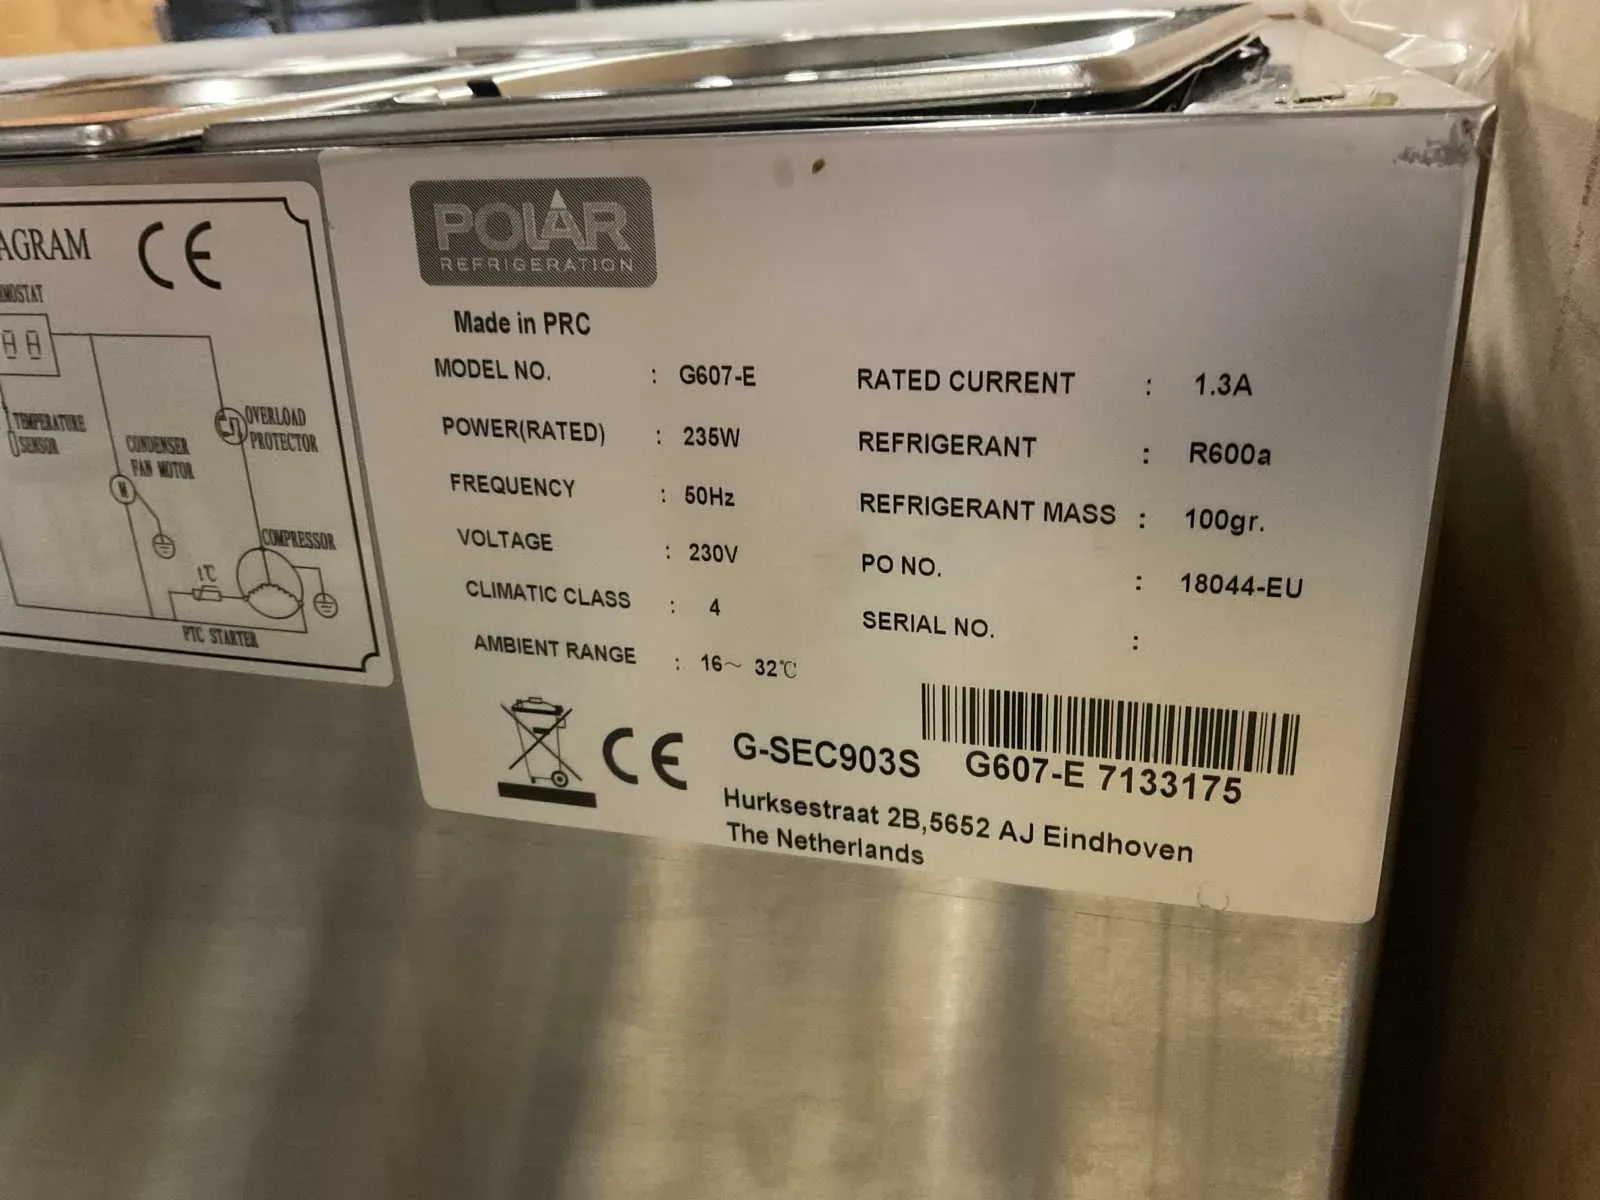 AGRAM CE
MOSTAT
88
TEMPERATURE
SENSOR
CONDENSER
FAN MOTOR
M
OVERLOAD
PROTECTOR
COMPRESSOR
t℃
PTC STARTER
POLAR
REFRIGERATION
Made in PRC
MODEL NO. : G607-E
POWER(RATED) : 235W
FREQUENCY : 50Hz
VOLTAGE : 230V
CLIMATIC CLASS : 4
AMBIENT RANGE : 16~ 32℃
RATED CURRENT : 1.3A
REFRIGERANT : R600a
REFRIGERANT MASS : 100gr.
PO NO. : 18044-EU
SERIAL NO. :
CE G-SEC903S G607-E 7133175
Hurksestraat 2B,5652 AJ Eindhoven
The Netherlands